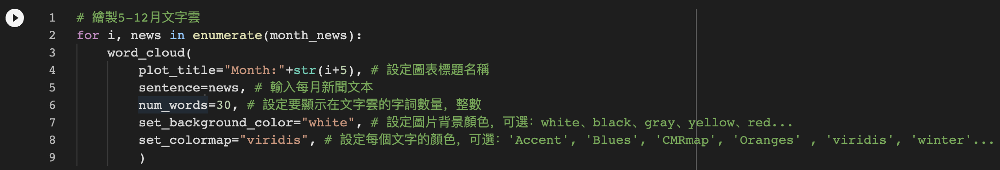 1 # 繪製5-12月文字雲
2 for i, news in enumerate(month_news):
3     word_cloud(
4         plot_title="Month:"+str(i+5), # 設定圖表標題名稱
5         sentence=news, # 輸入每月新聞文本
6         num_words=30, # 設定要顯示在文字雲的字詞數量，整數
7         set_background_color="white", # 設定圖片背景顏色，可選：white、black、gray、yellow、red...
8         set_colormap="viridis", # 設定每個文字的顏色，可選：'Accent', 'Blues', 'CMRmap', 'Oranges' , 'viridis', 'winter'...
9         )